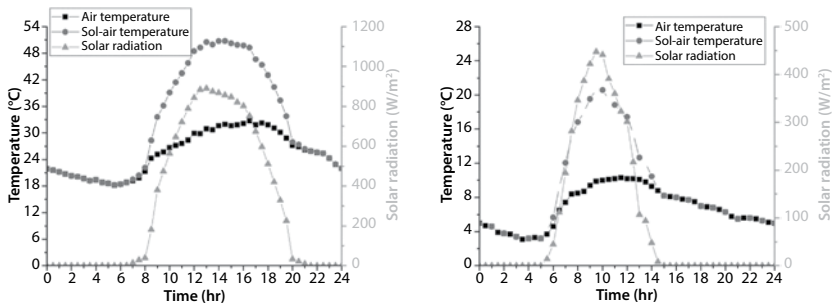 Air temperature
Sol-air temperature
Solar radiation
54
48
42
36
30
24
18
12
6
0
Temperature (°C)
1200
1000
800
600
400
200
0
Solar radiation (W/m²)
0 2 4 6 8 10 12 14 16 18 20 22 24
Time (hr)
Air temperature
Sol-air temperature
Solar radiation
28
24
20
16
12
8
4
0
Temperature (°C)
500
400
300
200
100
0
Solar radiation (W/m²)
0 2 4 6 8 10 12 14 16 18 20 22 24
Time (hr)